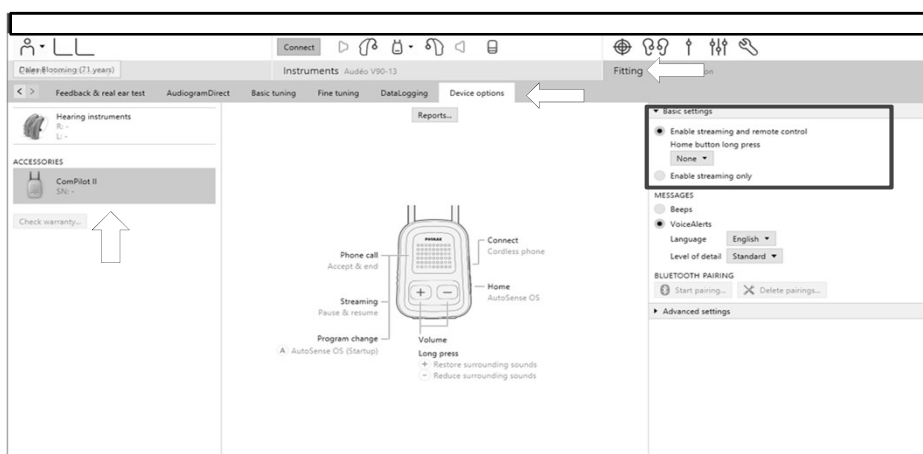 Connect
(71 years)
Instruments Audéo V90-13
Fitting
Feedback & real ear test
AudiogramDirect
Basic tuning
Fine tuning
DataLogging
Device options
Hearing instruments
R: -
L: -
ACCESSORIES
ComPilot II
SN: -
Check warranty...
Reports...
PHONAK
Phone call
Accept & end
Streaming
Pause & resume
Program change
A AutoSense OS (Startup)
Connect
Cordless phone
Home
AutoSense OS
+ −
Volume
Long press
+ Restore surrounding sounds
− Reduce surrounding sounds
Basic settings
Enable streaming and remote control
Home button long press
None
Enable streaming only
MESSAGES
Beeps
VoiceAlerts
Language English
Level of detail Standard
BLUETOOTH PAIRING
Start pairing... Delete pairings...
Advanced settings